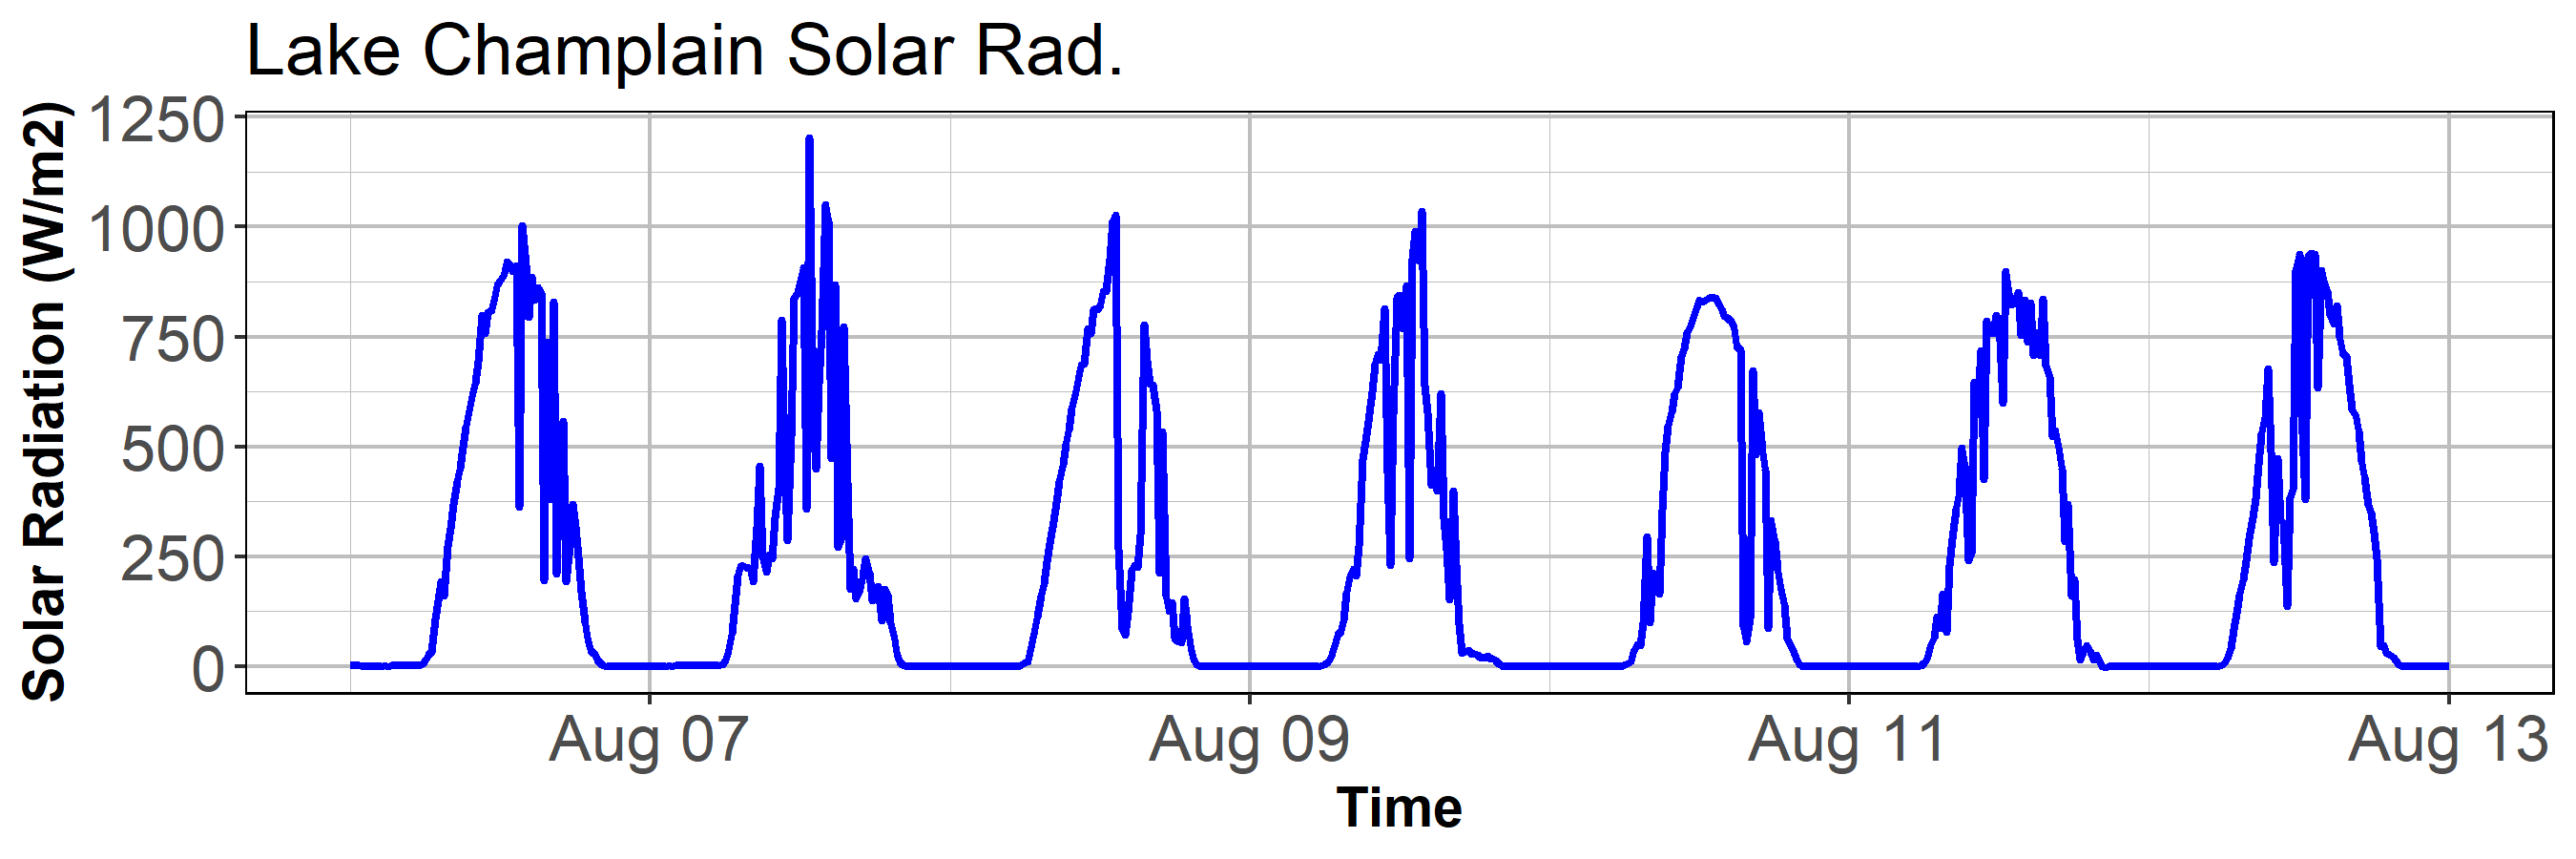 Lake Champlain Solar Rad.
Solar Radiation (W/m2)
1250
1000
750
500
250
0
Aug 07 Aug 09 Aug 11 Aug 13
Time